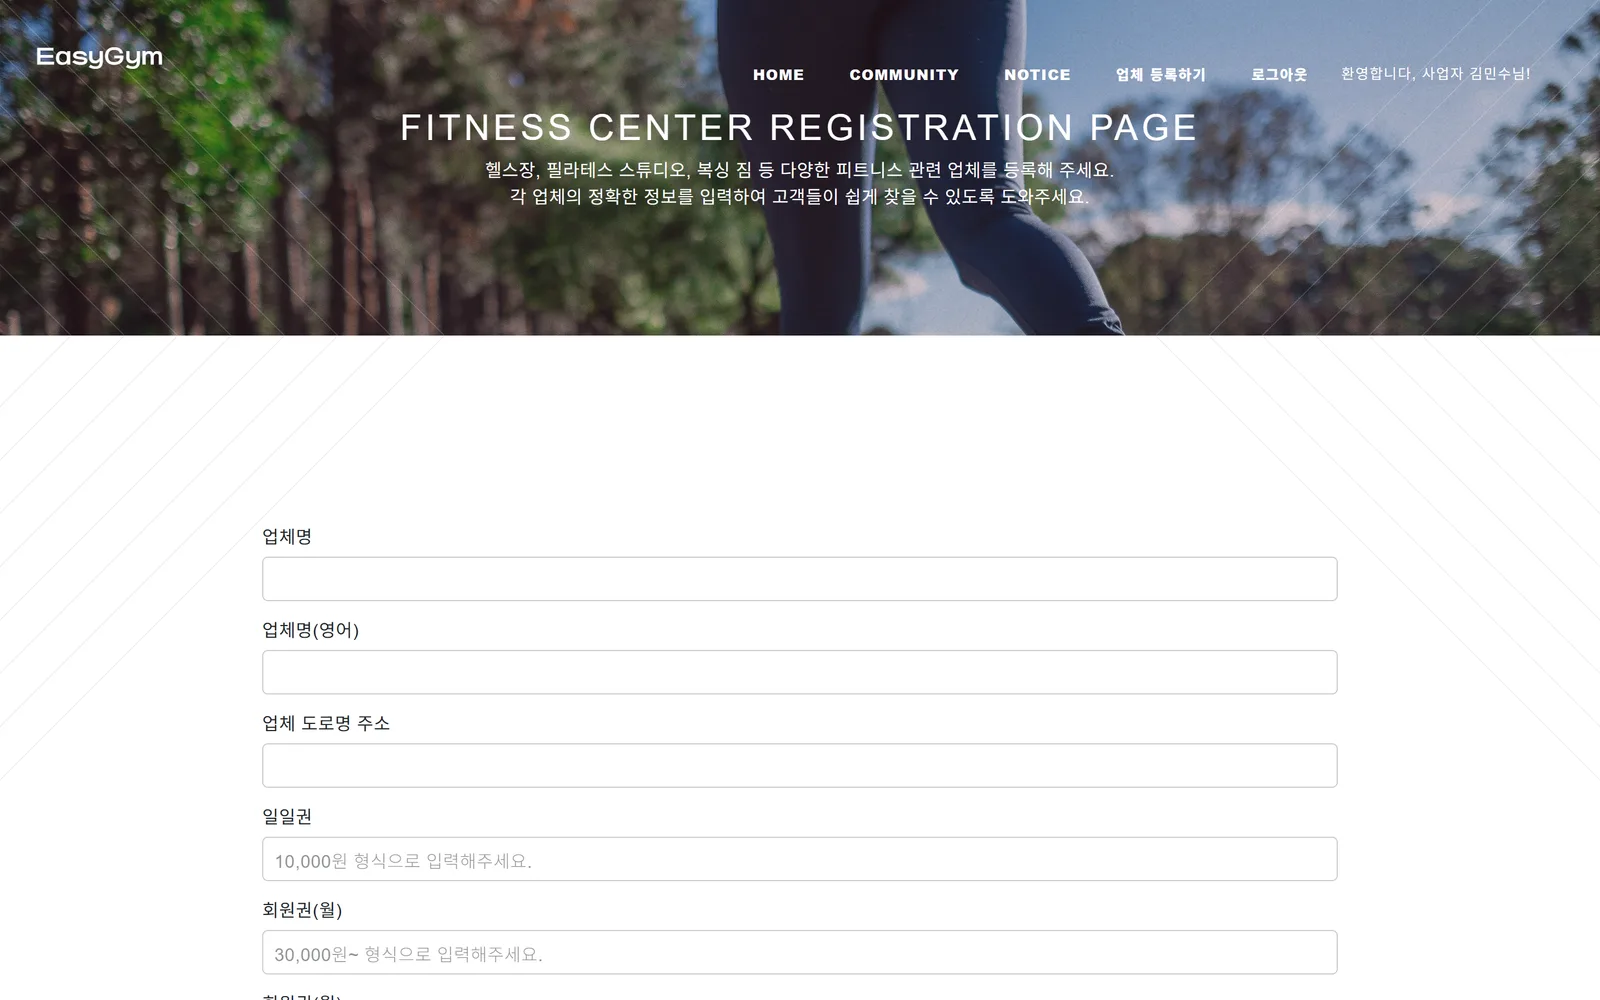 EasyGym
HOME COMMUNITY NOTICE 업체 등록하기 로그아웃 환영합니다, 사업자 김민수님!
FITNESS CENTER REGISTRATION PAGE
헬스장, 필라테스 스튜디오, 복싱 짐 등 다양한 피트니스 관련 업체를 등록해 주세요.
각 업체의 정확한 정보를 입력하여 고객들이 쉽게 찾을 수 있도록 도와주세요.
업체명
업체명(영어)
업체 도로명 주소
일일권
10,000원 형식으로 입력해주세요.
회원권(월)
30,000원~ 형식으로 입력해주세요.